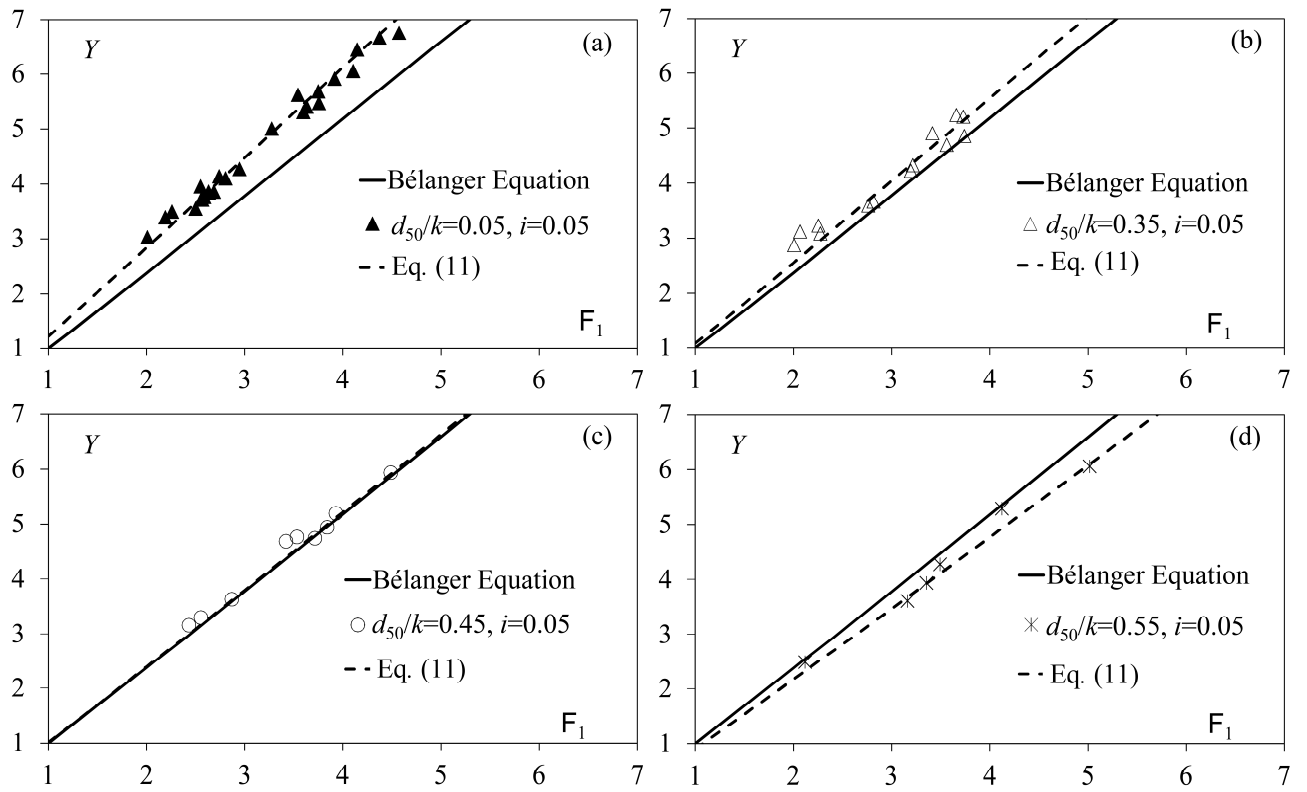 7
6
5
4
3
2
1
Y
(a)
Bélanger Equation
d50/k=0.05, i=0.05
Eq. (11)
F1
1 2 3 4 5 6 7
7
6
5
4
3
2
1
Y
(b)
Bélanger Equation
d50/k=0.35, i=0.05
Eq. (11)
F1
1 2 3 4 5 6 7
7
6
5
4
3
2
1
Y
(c)
Bélanger Equation
d50/k=0.45, i=0.05
Eq. (11)
F1
1 2 3 4 5 6 7
7
6
5
4
3
2
1
Y
(d)
Bélanger Equation
d50/k=0.55, i=0.05
Eq. (11)
F1
1 2 3 4 5 6 7